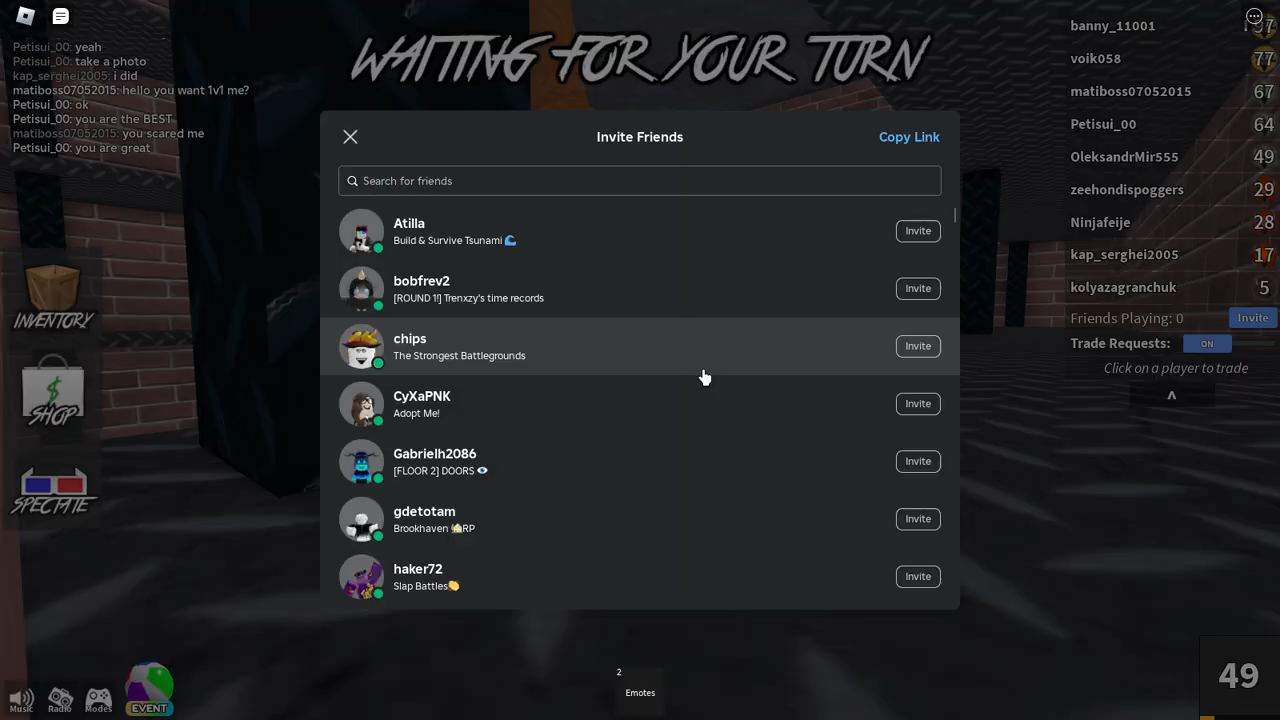 Petisui_00: yeah
Petisui_00: take a photo
kap_serghei2005: i did
matiboss07052015: hello you want 1v1 me?
Petisui_00: ok
Petisui_00: you are the BEST
matiboss07052015: you scared me
Petisui_00: you are great
WAITING FOR YOUR TURN
Invite Friends
Copy Link
Search for friends
Atilla
Build & Survive Tsunami 🌊
Invite
bobfrev2
[ROUND 1!] Trenxzy's time records
Invite
chips
The Strongest Battlegrounds
Invite
CyXaPNK
Adopt Me!
Invite
Gabrielh2086
[FLOOR 2] DOORS 👁️
Invite
gdetotam
Brookhaven 🏡RP
Invite
haker72
Slap Battles👏
Invite
banny_11001
voik058 77
matiboss07052015 67
Petisui_00 64
OleksandrMir555 49
zeehondispoggers 29
Ninjafeije 28
kap_serghei2005 17
kolyazagranchuk 5
Friends Playing: 0 Invite
Trade Requests: ON
Click on a player to trade
^
INVENTORY
SHOP
SPECTATE
Music
Radio
Modes
EVENT
2
Emotes
49